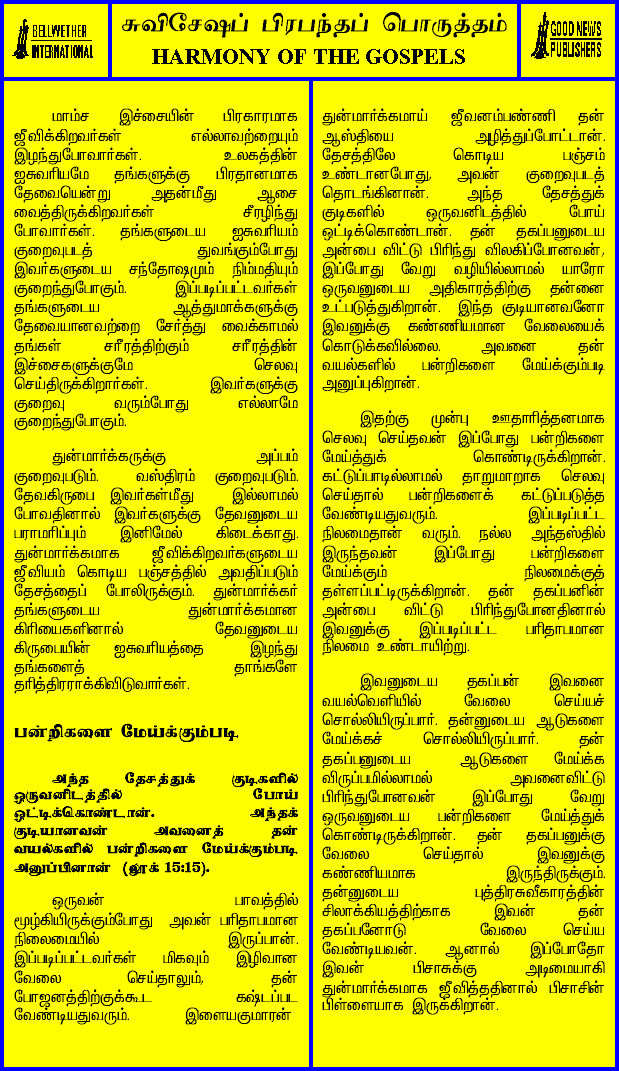 BELLWETHER
INTERNATIONAL
சுவிசேஷப் பிரபந்தப் பொருத்தம்
HARMONY OF THE GOSPELS
GOOD NEWS
PUBLISHERS
மாம்ச இச்சையின் பிரகாரமாக
ஜீவிக்கிறவர்கள் எல்லாவற்றையும்
இழந்துபோவார்கள். உலகத்தின்
ஐசுவரியமே தங்களுக்கு பிரதானமாக
தேவையென்று அதன்மீது ஆசை
வைத்திருக்கிறவர்கள் சீரழிந்து
போவார்கள். தங்களுடைய ஐசுவரியம்
குறைவுபடத் துவங்கும்போது
இவர்களுடைய சந்தோஷமும் நிம்மதியும்
குறைந்துபோகும். இப்படிப்பட்டவர்கள்
தங்களுடைய ஆத்துமாக்களுக்கு
தேவையானவற்றை சேர்த்து வைக்காமல்
தங்கள் சரீரத்திற்கும் சரீரத்தின்
இச்சைகளுக்குமே செலவு
செய்திருக்கிறார்கள். இவர்களுக்கு
குறைவு வரும்போது எல்லாமே
குறைந்துபோகும்.
துன்மார்க்கருக்கு அப்பம்
குறைவுபடும். வஸ்திரம் குறைவுபடும்.
தேவகிருபை இவர்கள்மீது இல்லாமல்
போவதினால் இவர்களுக்கு தேவனுடைய
பராமரிப்பும் இனிமேல் கிடைக்காது.
துன்மார்க்கமாக ஜீவிக்கிறவர்களுடைய
ஜீவியம் கொடிய பஞ்சத்தில் அவதிப்படும்
தேசத்தைப் போலிருக்கும். துன்மார்க்கர்
தங்களுடைய துன்மார்க்கமான
கிரியைகளினால் தேவனுடைய
கிருபையின் ஐசுவரியத்தை இழந்து
தங்களைத் தாங்களே
தரித்திரராக்கிவிடுவார்கள்.
பன்றிகளை மேய்க்கும்படி
அந்த தேசத்துக் குடிகளில்
ஒருவனிடத்தில் போய்
ஒட்டிக்கொண்டான். அந்தக்
குடியானவன் அவனைத் தன்
வயல்களில் பன்றிகளை மேய்க்கும்படி
அனுப்பினான் (லூக் 15:15).
ஒருவன் பாவத்தில்
மூழ்கியிருக்கும்போது அவன் பரிதாபமான
நிலைமையில் இருப்பான்.
இப்படிப்பட்டவர்கள் மிகவும் இழிவான
வேலை செய்தாலும், தன்
போஜனத்திற்குக்கூட கஷ்டப்பட
வேண்டியதுவரும். இளையகுமாரன்
துன்மார்க்கமாய் ஜீவனம்பண்ணி தன்
ஆஸ்தியை அழித்துப்போட்டான்.
தேசத்திலே கொடிய பஞ்சம்
உண்டானபோது, அவன் குறைவுபடத்
தொடங்கினான். அந்த தேசத்துக்
குடிகளில் ஒருவனிடத்தில் போய்
ஒட்டிக்கொண்டான். தன் தகப்பனுடைய
அன்பை விட்டு பிரிந்து விலகிப்போனவன்,
இப்போது வேறு வழியில்லாமல் யாரோ
ஒருவனுடைய அதிகாரத்திற்கு தன்னை
உட்படுத்துகிறான். இந்த குடியானவனோ
இவனுக்கு கண்ணியமான வேலையைக்
கொடுக்கவில்லை. அவனை தன்
வயல்களில் பன்றிகளை மேய்க்கும்படி
அனுப்புகிறான்.
இதற்கு முன்பு ஊதாரித்தனமாக
செலவு செய்தவன் இப்போது பன்றிகளை
மேய்த்துக் கொண்டிருக்கிறான்.
கட்டுப்பாடில்லாமல் தாறுமாறாக செலவு
செய்தால் பன்றிகளைக் கட்டுப்படுத்த
வேண்டியதுவரும். இப்படிப்பட்ட
நிலமைதான் வரும். நல்ல அந்தஸ்தில்
இருந்தவன் இப்போது பன்றிகளை
மேய்க்கும் நிலமைக்குத்
தள்ளப்பட்டிருக்கிறான். தன் தகப்பனின்
அன்பை விட்டு பிரிந்துபோனதினால்
இவனுக்கு இப்படிப்பட்ட பரிதாபமான
நிலமை உண்டாயிற்று.
இவனுடைய தகப்பன் இவனை
வயல்வெளியில் வேலை செய்யச்
சொல்லியிருப்பார். தன்னுடைய ஆடுகளை
மேய்க்கச் சொல்லியிருப்பார். தன்
தகப்பனுடைய ஆடுகளை மேய்க்க
விருப்பமில்லாமல் அவனைவிட்டு
பிரிந்துபோனவன் இப்போது வேறு
ஒருவனுடைய பன்றிகளை மேய்த்துக்
கொண்டிருக்கிறான். தன் தகப்பனுக்கு
வேலை செய்தால் இவனுக்கு
கண்ணியமாக இருந்திருக்கும்.
தன்னுடைய புத்திரசுவீகாரத்தின்
சிலாக்கியத்திற்காக இவன் தன்
தகப்பனோடு வேலை செய்ய
வேண்டியவன். ஆனால் இப்போதோ
இவன் பிசாசுக்கு அடிமையாகி
துன்மார்க்கமாக ஜீவித்ததினால் பிசாசின்
பிள்ளையாக இருக்கிறான்.